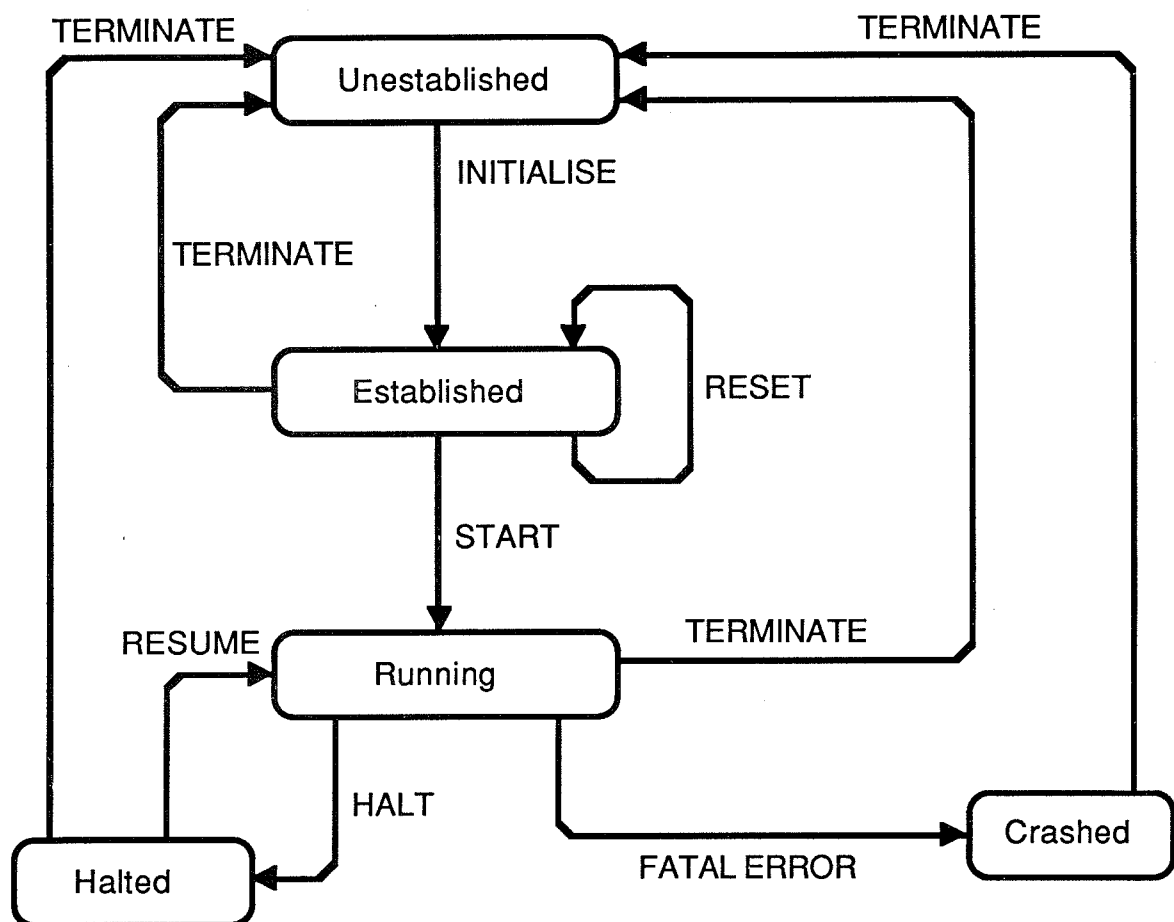 TERMINATE
TERMINATE
Unestablished
INITIALISE
TERMINATE
Established
RESET
START
RESUME
TERMINATE
Running
HALT
Crashed
FATAL ERROR
Halted